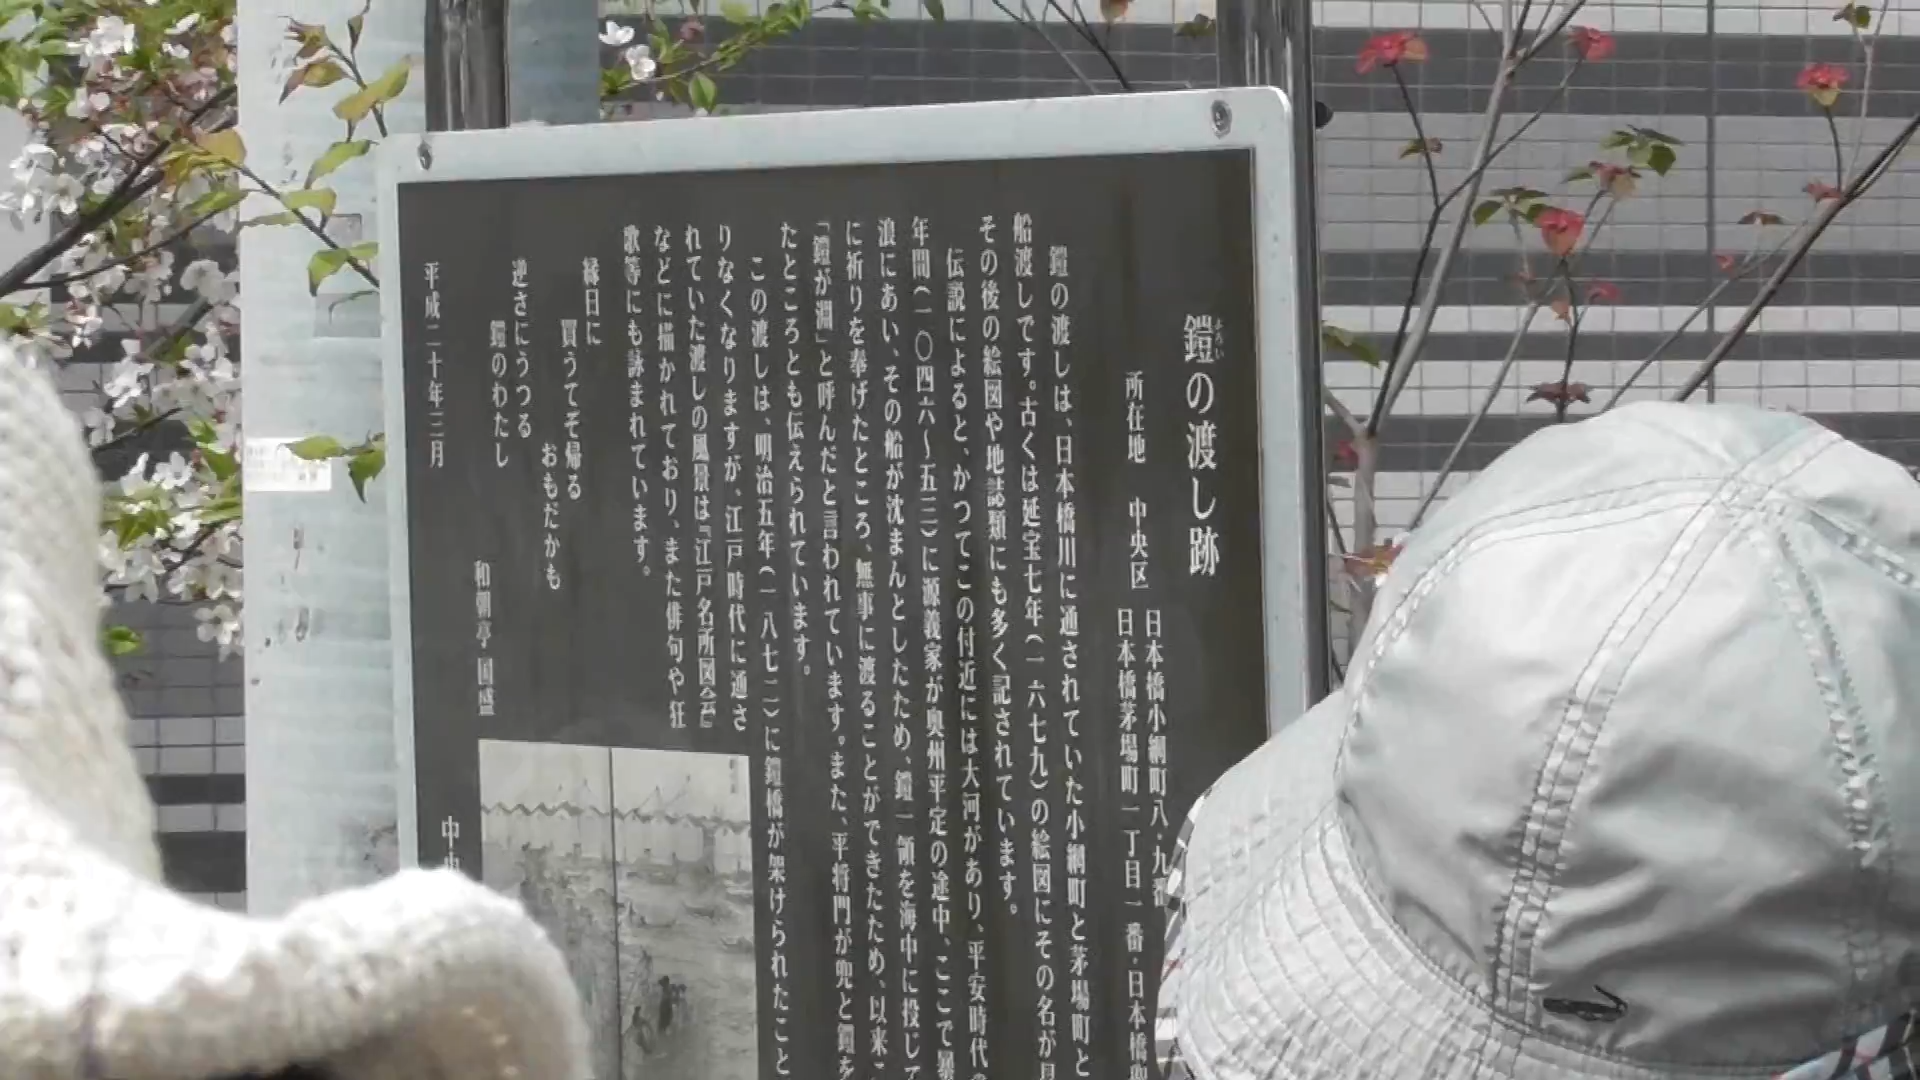 鎧の渡し跡
よろい
所在地　中央区
日本橋小網町八・九番
日本橋茅場町一丁目一番・日本橋
鎧の渡しは、日本橋川に通されていた小網町と茅場町と
船渡しです。古くは延宝七年(一六七九)の絵図にその名が
その後の絵図や地誌類にも多く記されています。
伝説によると、かつてこの付近には大河があり、平安時代の
年間(一〇四六〜五三)に源義家が奥州平定の途中、ここで暴
浪にあい、その船が沈まんとしたため、鎧一領を海中に投じて
に祈りを奉げたところ、無事に渡ることができたため、以来
「鎧が淵」と呼んだと言われています。また、平将門が兜と鎧を
たところとも伝えられています。
この渡しは、明治五年(一八七二)に鎧橋が架けられたこと
りなくなりますが、江戸時代に通さ
れていた渡しの風景は『江戸名所図会』
などに描かれており、また俳句や狂
歌等にも詠まれています。
縁日に
買うてぞ帰る
おもだかも
逆さにうつる
鎧のわたし
和朝亭国盛
平成二十年三月
中央